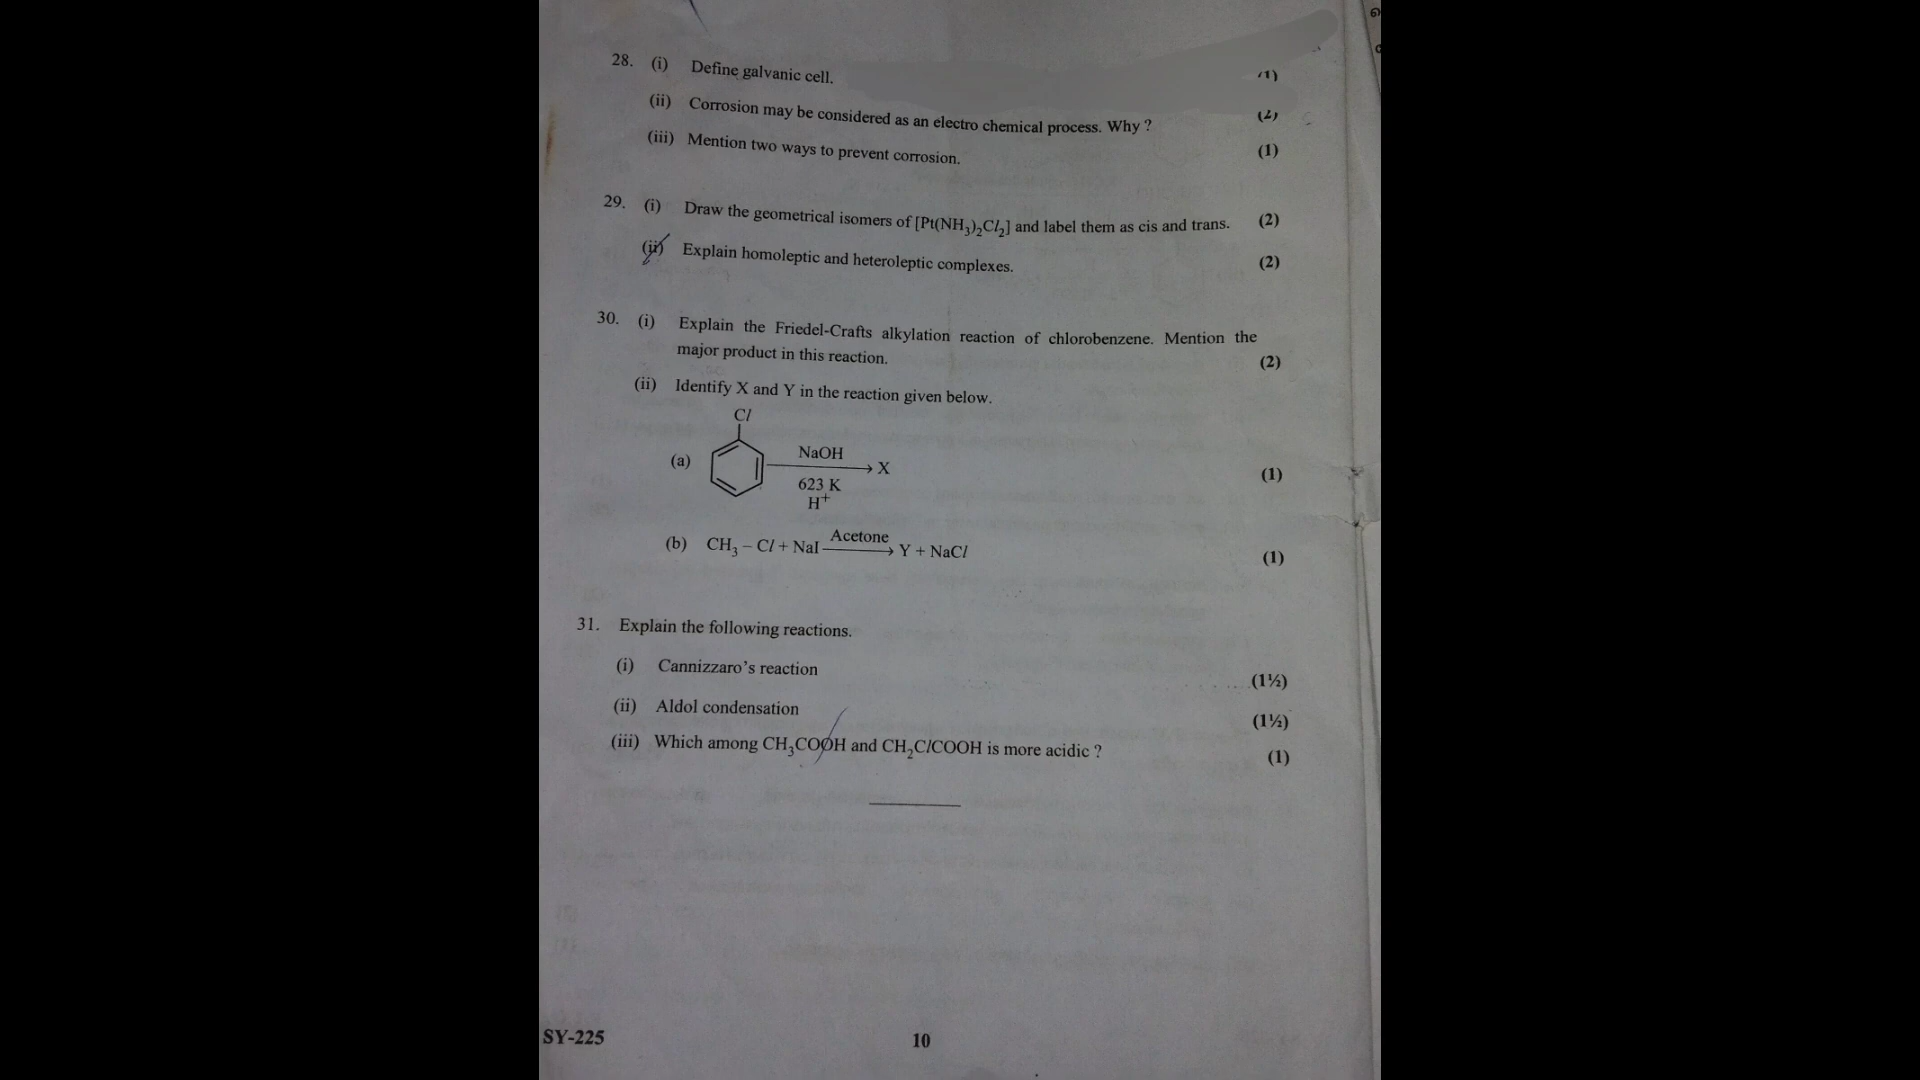 28. (i) Define galvanic cell. (1)
(ii) Corrosion may be considered as an electro chemical process. Why ? (2)
(iii) Mention two ways to prevent corrosion. (1)
29. (i) Draw the geometrical isomers of [Pt(NH₃)₂Cl₂] and label them as cis and trans. (2)
(ii) Explain homoleptic and heteroleptic complexes. (2)
30. (i) Explain the Friedel-Crafts alkylation reaction of chlorobenzene. Mention the
major product in this reaction. (2)
(ii) Identify X and Y in the reaction given below.
Cl
NaOH
(a) → X (1)
623 K
H⁺
Acetone
(b) CH₃ – Cl + NaI → Y + NaCl (1)
31. Explain the following reactions.
(i) Cannizzaro’s reaction (1½)
(ii) Aldol condensation (1½)
(iii) Which among CH₃COOH and CH₂ClCOOH is more acidic ? (1)
SY-225 10